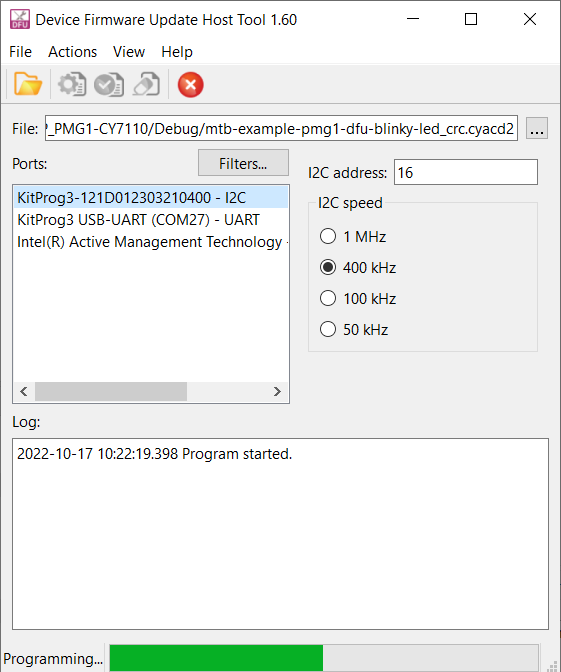 DFU
Device Firmware Update Host Tool 1.60
File Actions View Help
File: _PMG1-CY7110/Debug/mtb-example-pmg1-dfu-blinky-led_crc.cyacd2 ...
Ports: Filters...
I2C address: 16
KitProg3-121D012303210400 - I2C
KitProg3 USB-UART (COM27) - UART
Intel(R) Active Management Technology -
I2C speed
1 MHz
400 kHz
100 kHz
50 kHz
Log:
2022-10-17 10:22:19.398 Program started.
Programming...